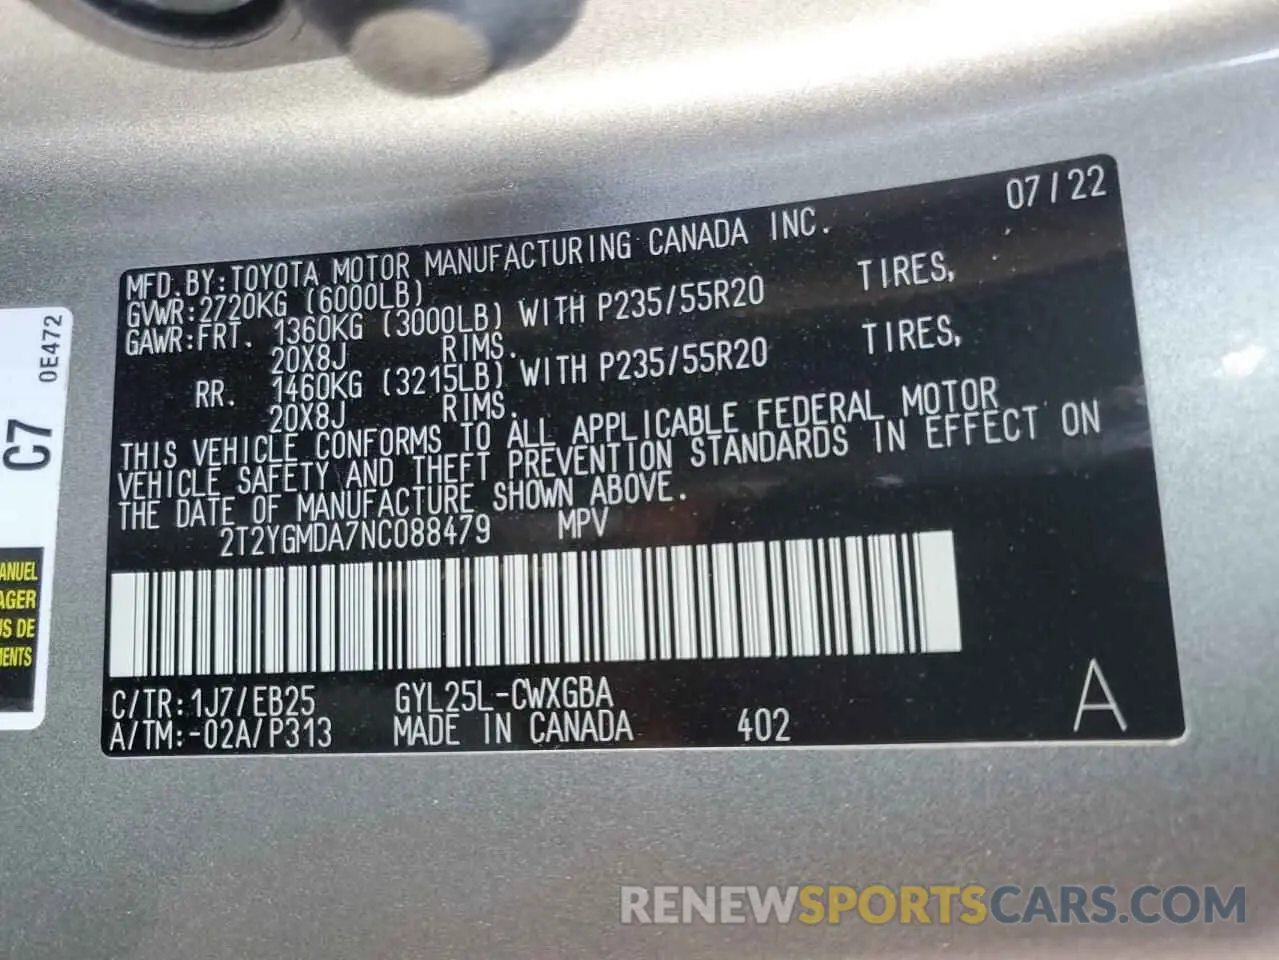 07/22
MFD.BY:TOYOTA MOTOR MANUFACTURING CANADA INC.
GVWR:2720KG (6000LB)
GAWR:FRT. 1360KG (3000LB) WITH P235/55R20 TIRES,
20X8J RIMS.
RR. 1460KG (3215LB) WITH P235/55R20 TIRES,
20X8J RIMS.
THIS VEHICLE CONFORMS TO ALL APPLICABLE FEDERAL MOTOR
VEHICLE SAFETY AND THEFT PREVENTION STANDARDS IN EFFECT ON
THE DATE OF MANUFACTURE SHOWN ABOVE.
2T2YGMDA7NC088479 MPV
C/TR:1J7/EB25 GYL25L-CWXGBA
A/TM:-02A/P313 MADE IN CANADA 402
A
0E472
C7
ANUEL
AGER
US DE
MENTS
RENEWSPORTSCARS.COM